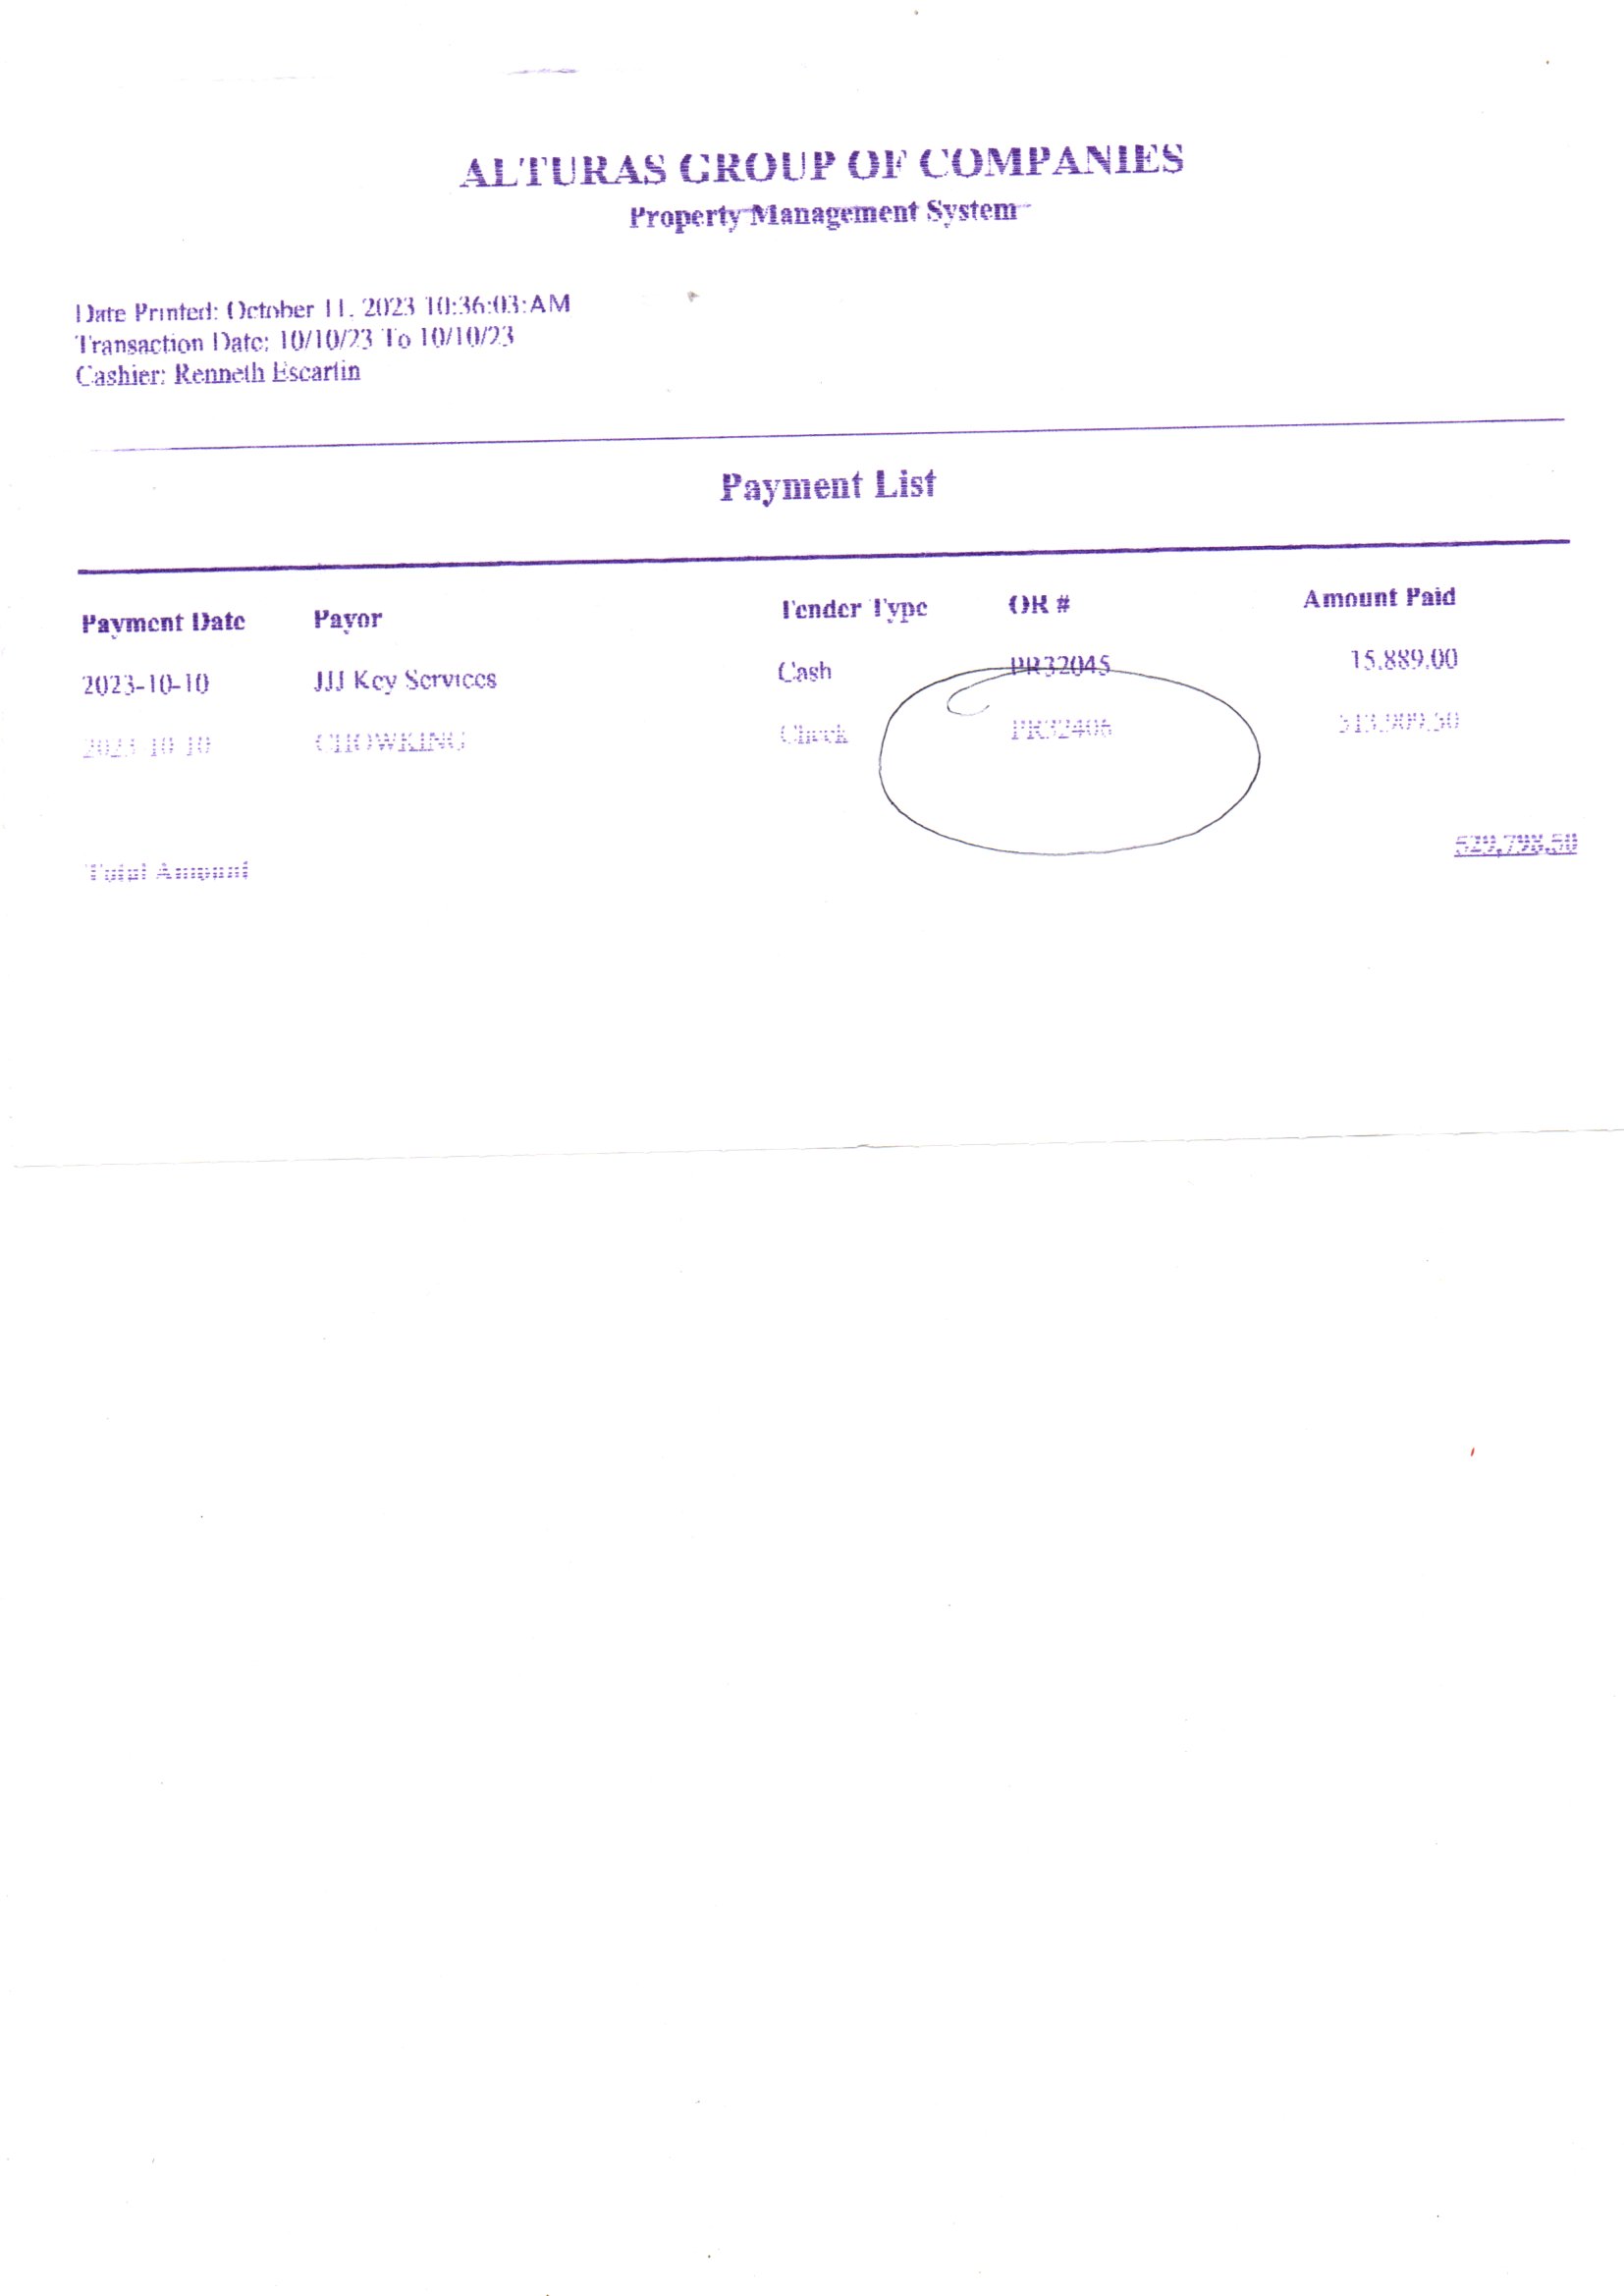 ALTURAS GROUP OF COMPANIES
Property Management System
Date Printed: October 11, 2023 10:36:03:AM
Transaction Date: 10/10/23 To 10/10/23
Cashier: Renneth Escartin
Payment List
Payment Date Payor Tender Type OR # Amount Paid
2023-10-10 JJJ Key Services Cash PR32045 15,889.00
2023-10-10 CHOWKING Check PR32406 513,909.50
Total Amount 529,798.50